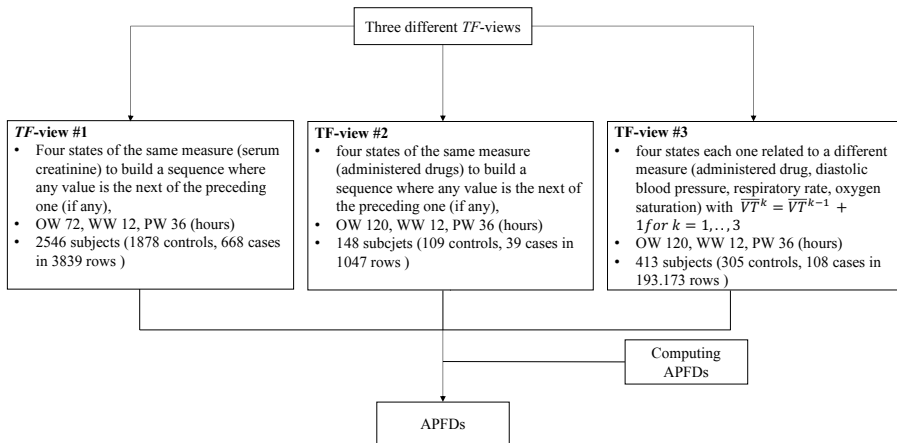 Three different TF-views
TF-view #1
• Four states of the same measure (serum
creatinine) to build a sequence where
any value is the next of the preceding
one (if any),
• OW 72, WW 12, PW 36 (hours)
• 2546 subjects (1878 controls, 668 cases
in 3839 rows )
TF-view #2
• four states of the same measure
(administered drugs) to build a
sequence where any value is the next of
the preceding one (if any),
• OW 120, WW 12, PW 36 (hours)
• 148 subcjets (109 controls, 39 cases in
1047 rows )
TF-view #3
• four states each one related to a different
measure (administered drug, diastolic
blood pressure, respiratory rate, oxygen
saturation) with $\overline{VT}^{k} = \overline{VT}^{k-1} +$
$1 for\ k = 1,..,3$
• OW 120, WW 12, PW 36 (hours)
• 413 subjects (305 controls, 108 cases in
193.173 rows )
Computing
APFDs
APFDs